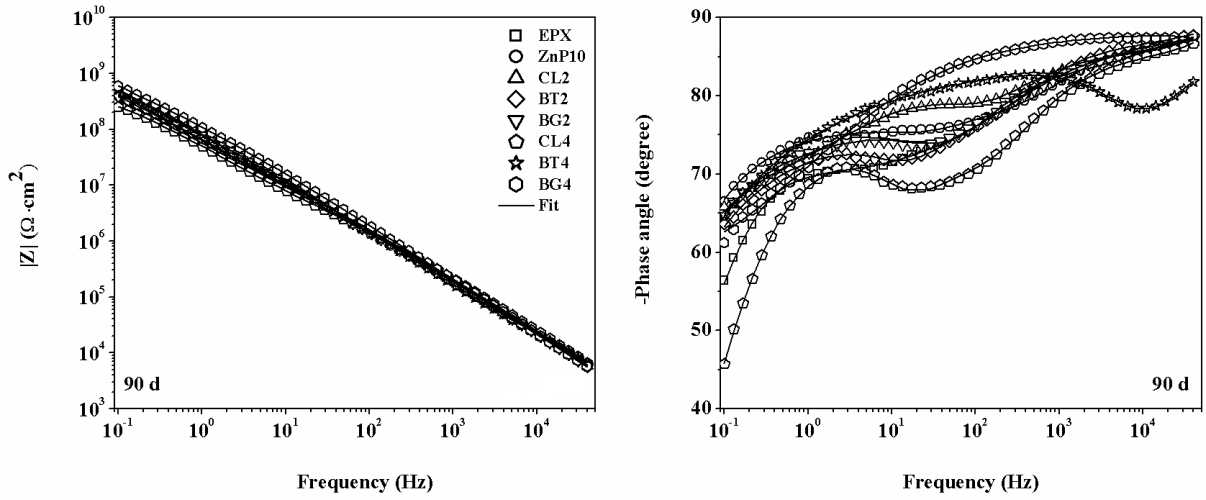 10^10
10^9
10^8
10^7
10^6
10^5
10^4
10^3
|Z| (Ω·cm^2)
EPX
ZnP10
CL2
BT2
BG2
CL4
BT4
BG4
Fit
90 d
10^-1 10^0 10^1 10^2 10^3 10^4
Frequency (Hz)
90
80
70
60
50
40
-Phase angle (degree)
90 d
10^-1 10^0 10^1 10^2 10^3 10^4
Frequency (Hz)